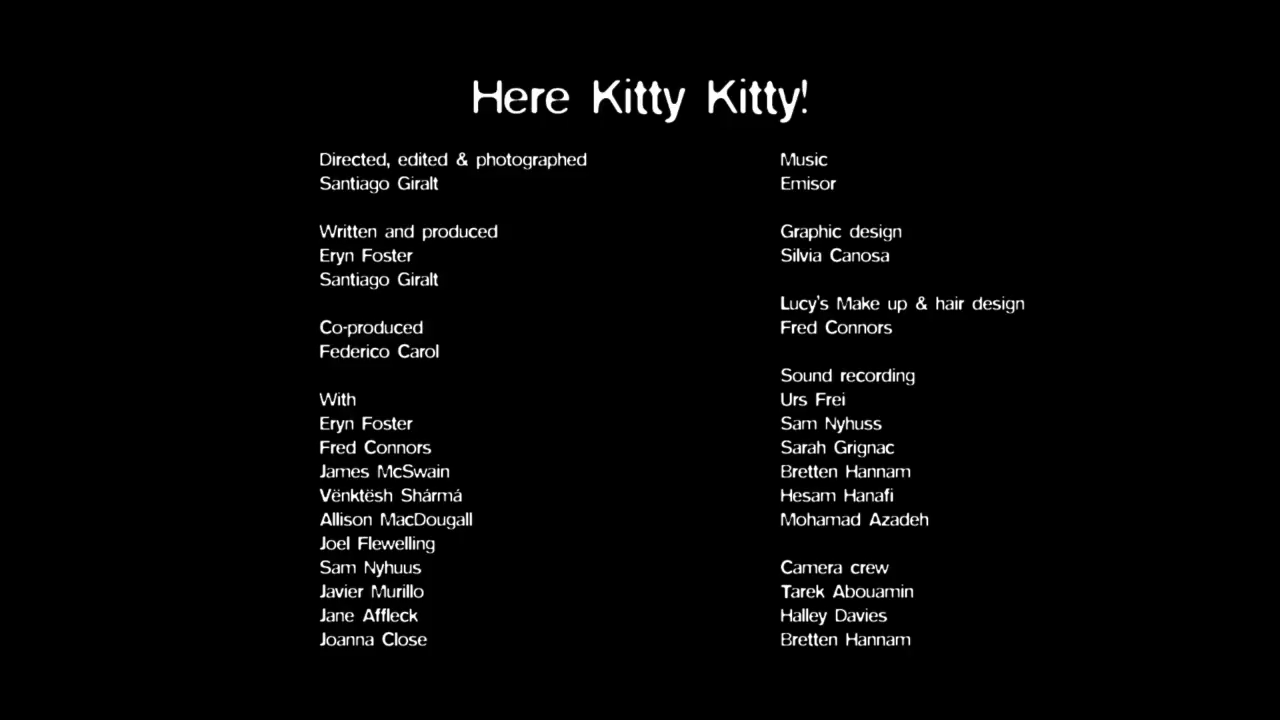 Here Kitty Kitty!
Directed, edited & photographed
Santiago Giralt
Written and produced
Eryn Foster
Santiago Giralt
Co-produced
Federico Carol
With
Eryn Foster
Fred Connors
James McSwain
Vënktësh Shármá
Allison MacDougall
Joel Flewelling
Sam Nyhuus
Javier Murillo
Jane Affleck
Joanna Close
Music
Emisor
Graphic design
Silvia Canosa
Lucy's Make up & hair design
Fred Connors
Sound recording
Urs Frei
Sam Nyhuss
Sarah Grignac
Bretten Hannam
Hesam Hanafi
Mohamad Azadeh
Camera crew
Tarek Abouamin
Halley Davies
Bretten Hannam